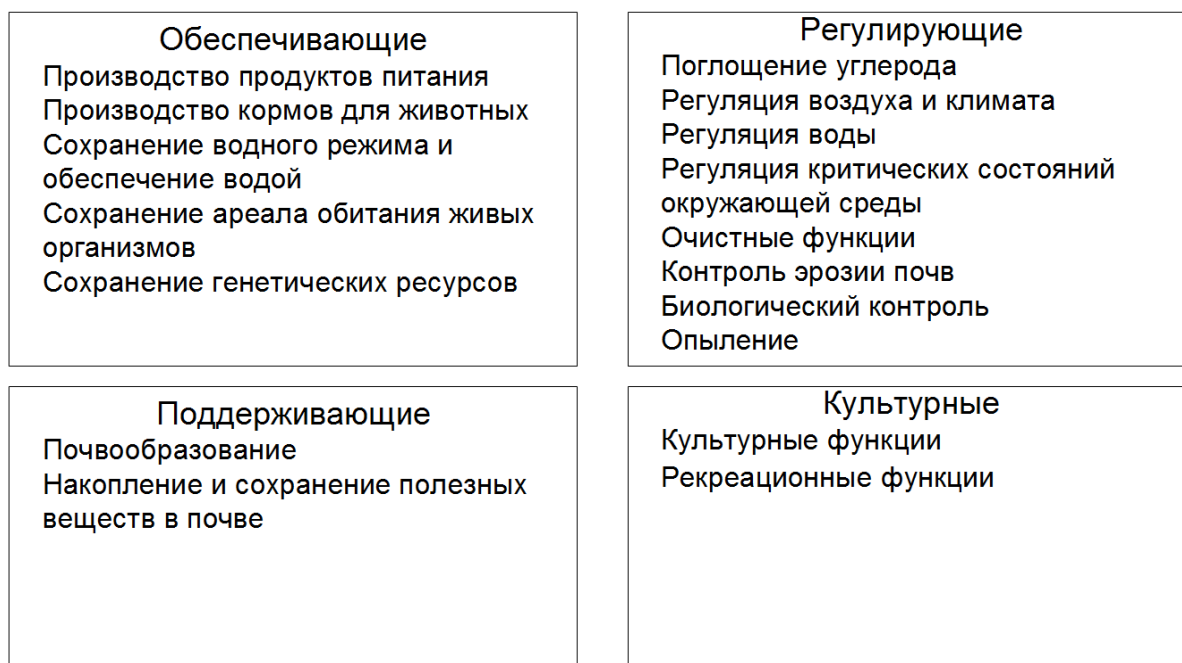 Обеспечивающие
Производство продуктов питания
Производство кормов для животных
Сохранение водного режима и
обеспечение водой
Сохранение ареала обитания живых
организмов
Сохранение генетических ресурсов
Регулирующие
Поглощение углерода
Регуляция воздуха и климата
Регуляция воды
Регуляция критических состояний
окружающей среды
Очистные функции
Контроль эрозии почв
Биологический контроль
Опыление
Поддерживающие
Почвообразование
Накопление и сохранение полезных
веществ в почве
Культурные
Культурные функции
Рекреационные функции